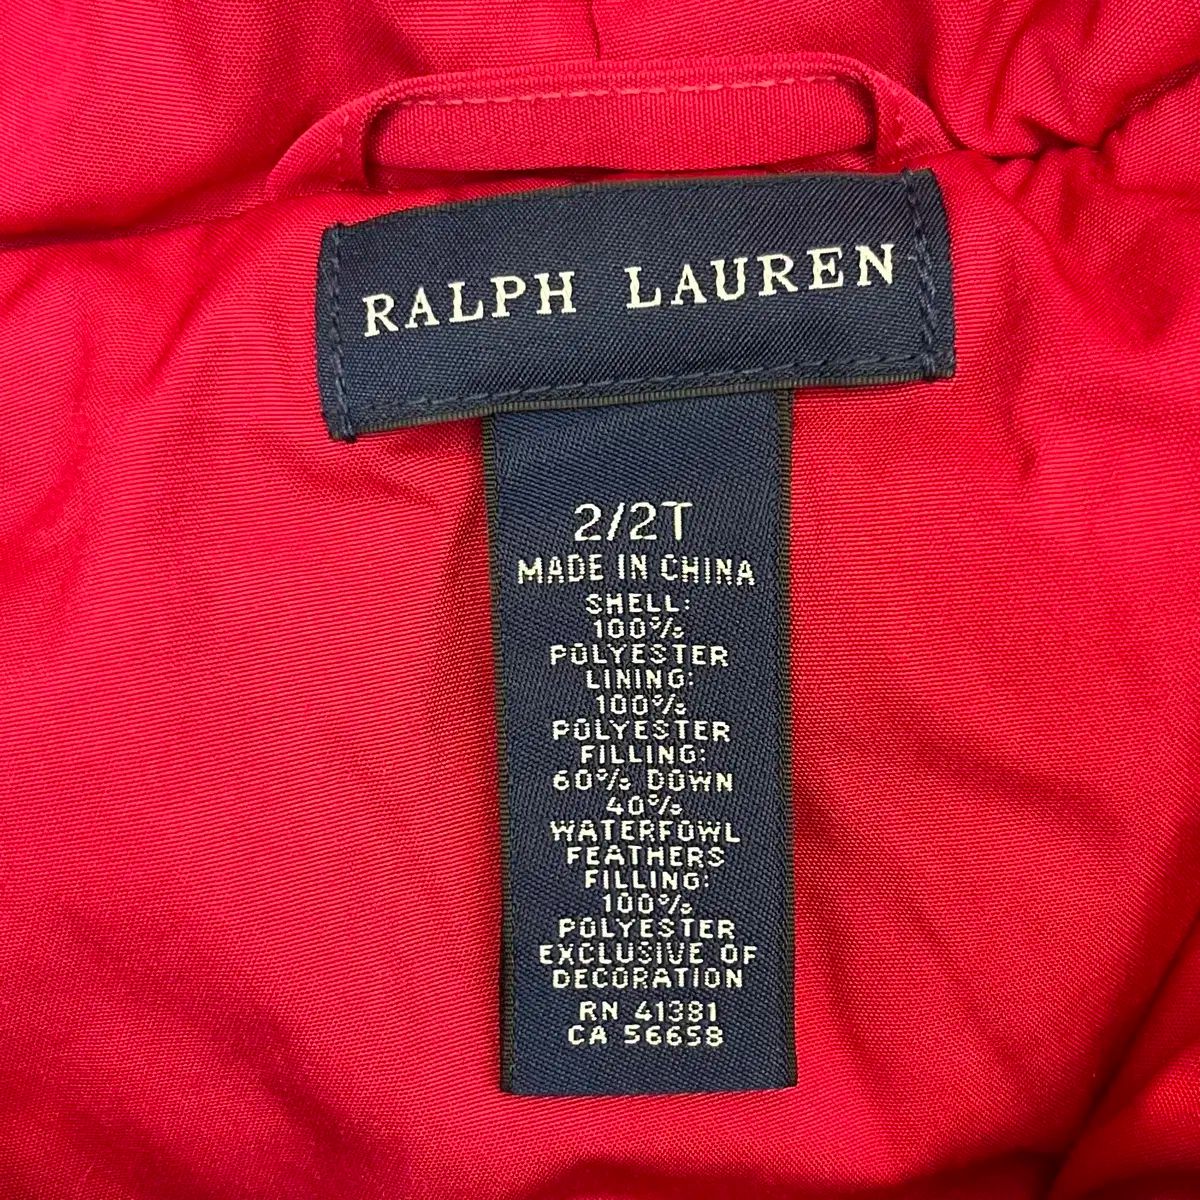 RALPH LAUREN
2/2T
MADE IN CHINA
SHELL:
100%
POLYESTER
LINING:
100%
POLYESTER
FILLING:
60% DOWN
40%
WATERFOWL
FEATHERS
FILLING:
100%
POLYESTER
EXCLUSIVE OF
DECORATION
RN 41381
CA 56658